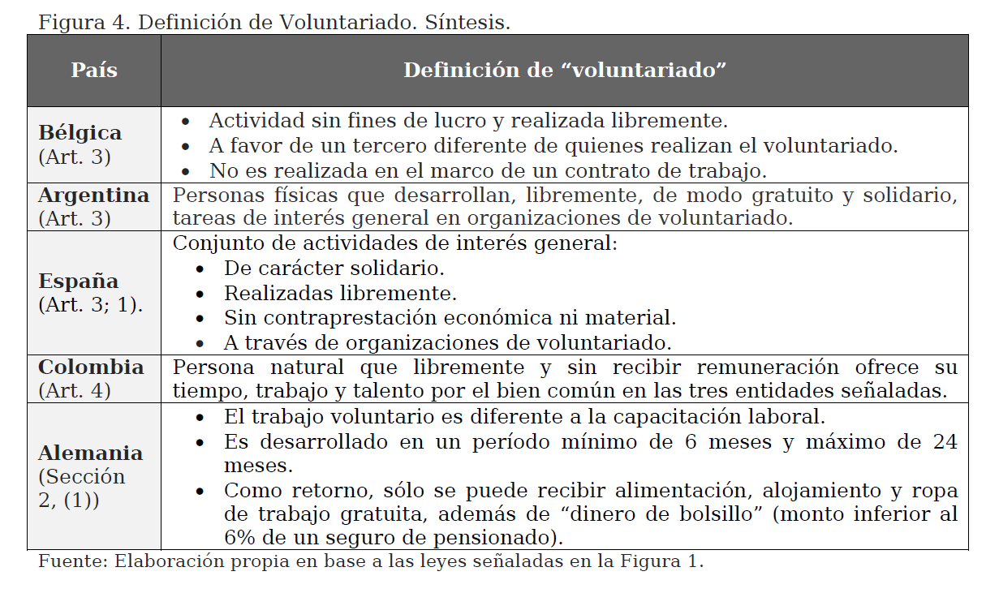 Figura 4. Definición de Voluntariado. Síntesis.
País
Definición de “voluntariado”
Bélgica
(Art. 3)
• Actividad sin fines de lucro y realizada libremente.
• A favor de un tercero diferente de quienes realizan el voluntariado.
• No es realizada en el marco de un contrato de trabajo.
Argentina
(Art. 3)
Personas físicas que desarrollan, libremente, de modo gratuito y solidario,
tareas de interés general en organizaciones de voluntariado.
España
(Art. 3; 1).
Conjunto de actividades de interés general:
• De carácter solidario.
• Realizadas libremente.
• Sin contraprestación económica ni material.
• A través de organizaciones de voluntariado.
Colombia
(Art. 4)
Persona natural que libremente y sin recibir remuneración ofrece su
tiempo, trabajo y talento por el bien común en las tres entidades señaladas.
Alemania
(Sección
2, (1))
• El trabajo voluntario es diferente a la capacitación laboral.
• Es desarrollado en un período mínimo de 6 meses y máximo de 24
meses.
• Como retorno, sólo se puede recibir alimentación, alojamiento y ropa
de trabajo gratuita, además de “dinero de bolsillo” (monto inferior al
6% de un seguro de pensionado).
Fuente: Elaboración propia en base a las leyes señaladas en la Figura 1.